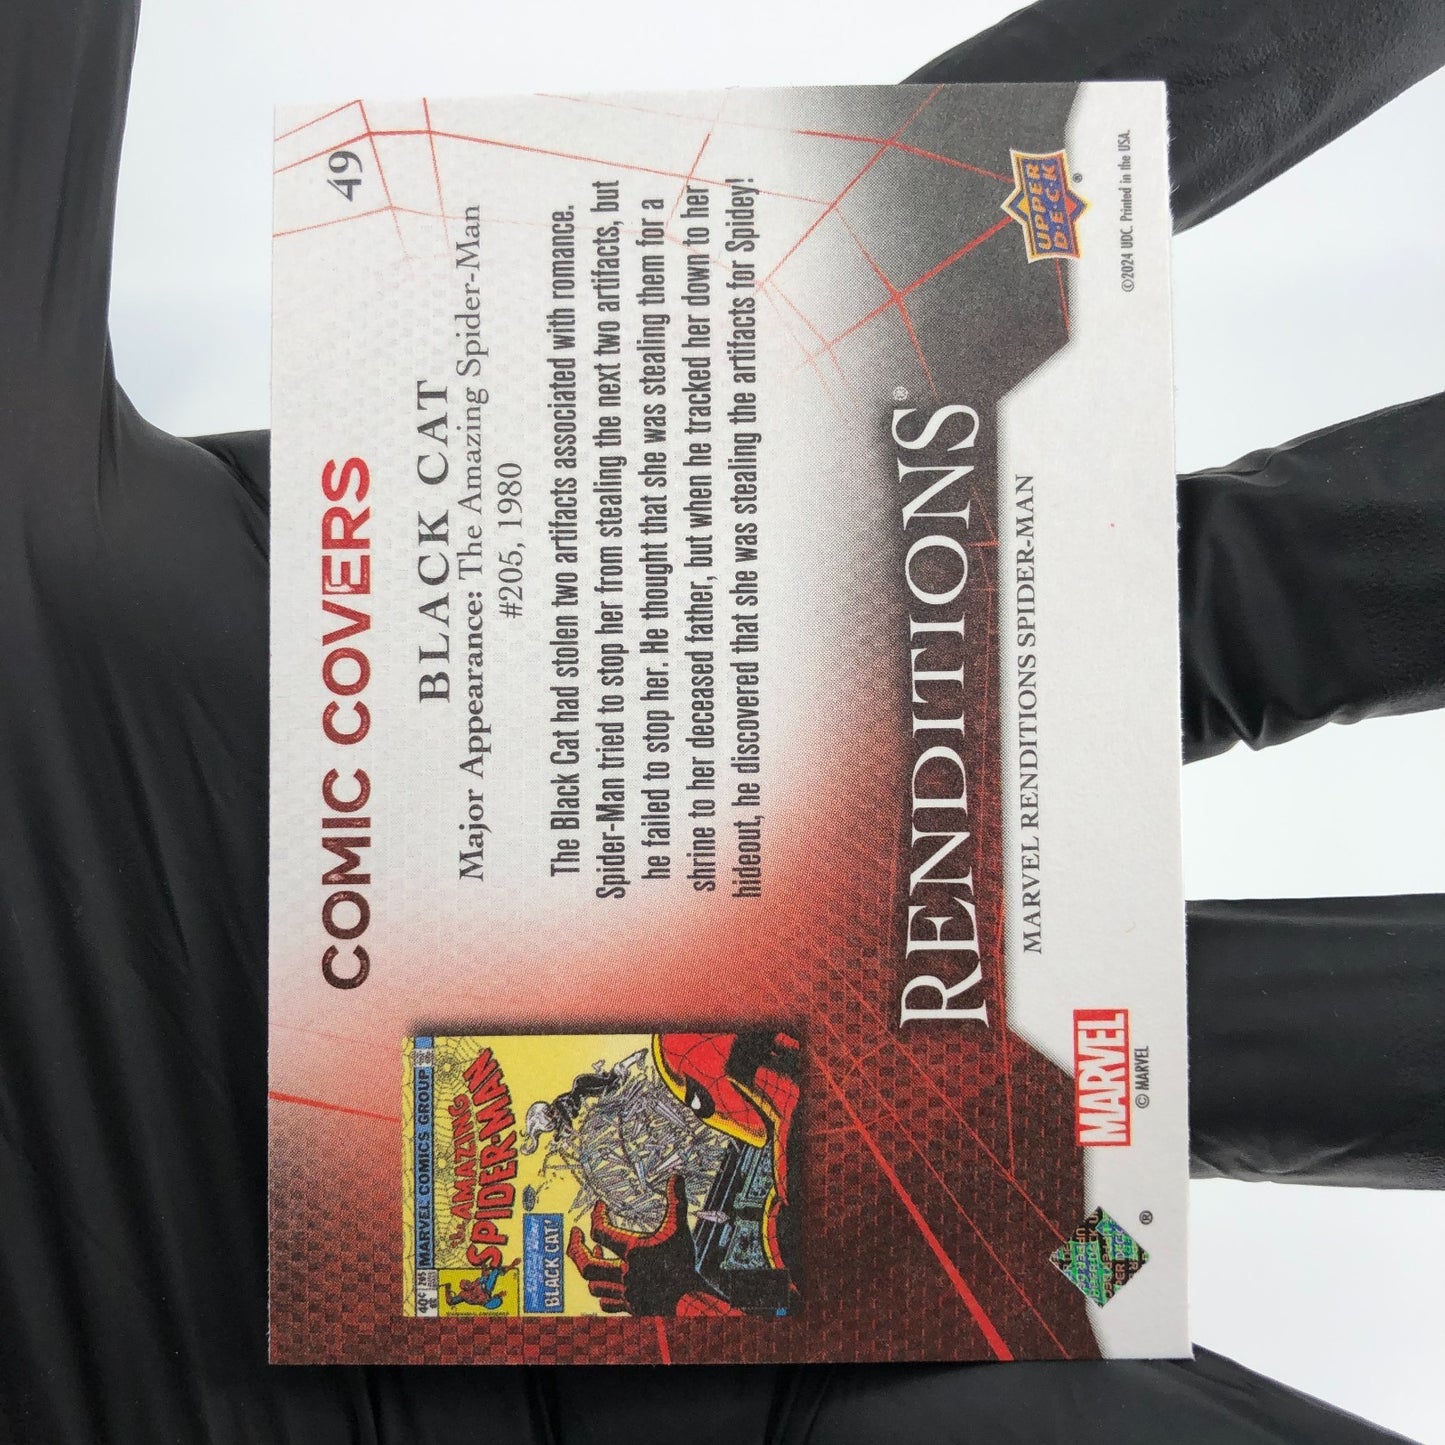 49
COMIC COVERS
BLACK CAT
Major Appearance: The Amazing Spider-Man
#205, 1980
The Black Cat had stolen two artifacts associated with romance.
Spider-Man tried to stop her from stealing the next two artifacts, but
he failed to stop her. He thought that she was stealing them for a
shrine to her deceased father, but when he tracked her down to her
hideout, he discovered that she was stealing the artifacts for Spidey!
MARVEL COMICS GROUP
40¢
the AMAZING
SPIDER-MAN
BLACK CAT
RENDITIONS®
MARVEL RENDITIONS SPIDER-MAN
MARVEL
© MARVEL
UPPER
DECK
®
©2024 UDC. Printed in the USA.
UPPER DECK
®